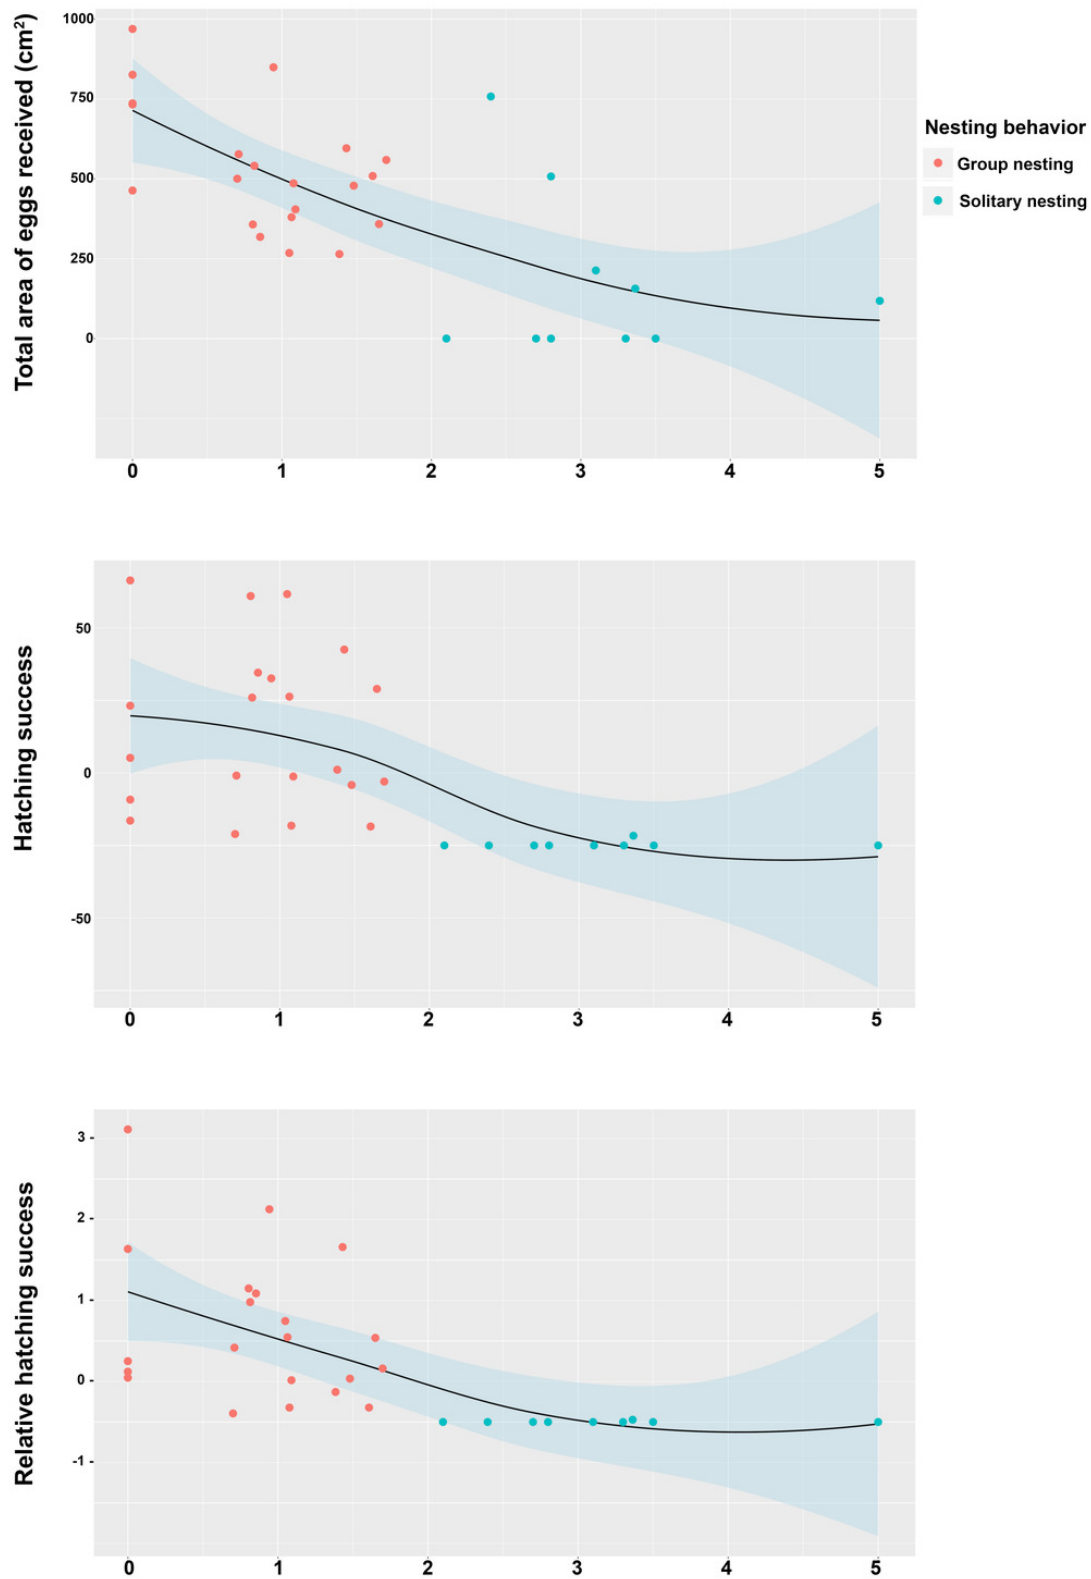 Total area of eggs received (cm²)
1000
750
500
250
0
0 1 2 3 4 5
Nesting behavior
Group nesting
Solitary nesting
Hatching success
50
0
-50
0 1 2 3 4 5
Relative hatching success
3
2
1
0
-1
0 1 2 3 4 5